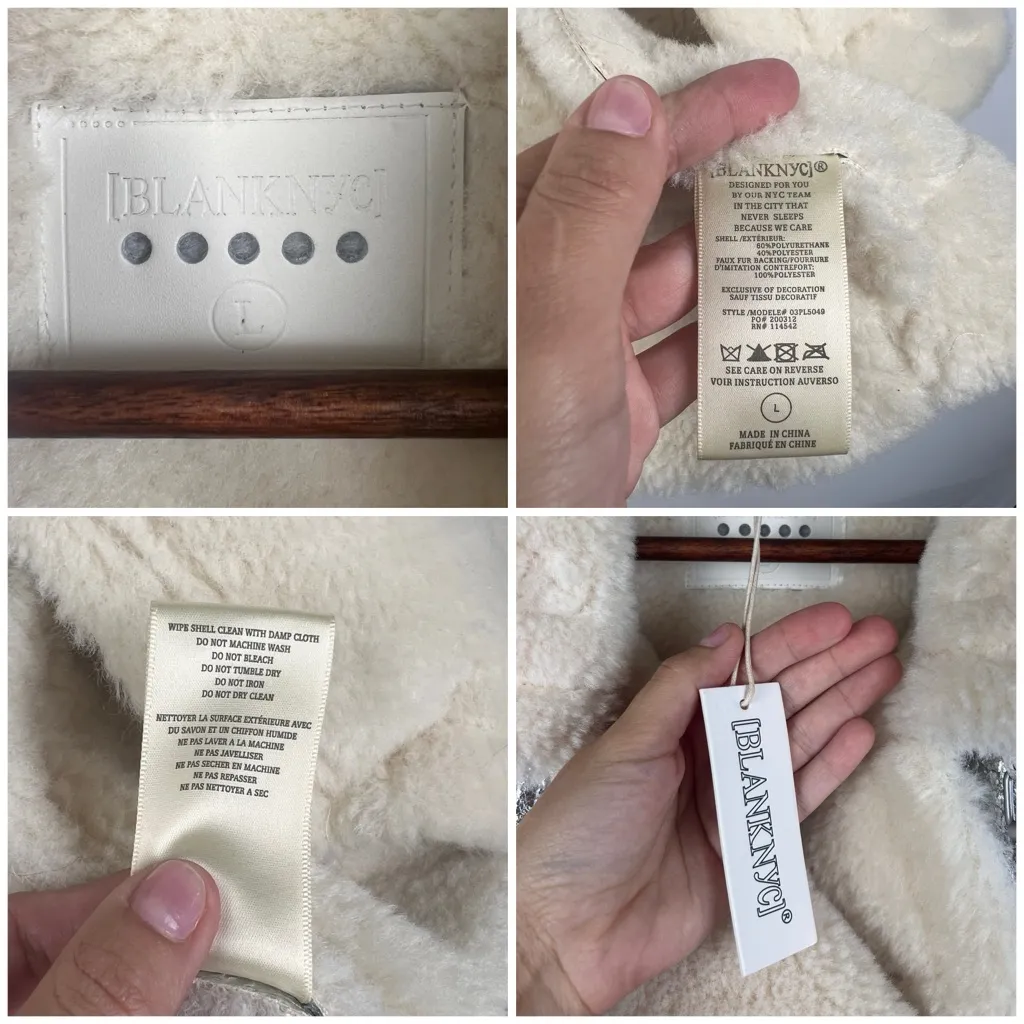 [BLANKNYC]
L
[BLANKNYC]®
DESIGNED FOR YOU
BY OUR NYC TEAM
IN THE CITY THAT
NEVER SLEEPS
BECAUSE WE CARE
SHELL /EXTÉRIEUR:
60%POLYURETHANE
40%POLYESTER
FAUX FUR BACKING/FOURRURE
D'IMITATION CONTREFORT:
100%POLYESTER
EXCLUSIVE OF DECORATION
SAUF TISSU DECORATIF
STYLE /MODELE# 03PL5049
PO# 200312
RN# 114542
SEE CARE ON REVERSE
VOIR INSTRUCTION AUVERSO
L
MADE IN CHINA
FABRIQUÉ EN CHINE
WIPE SHELL CLEAN WITH DAMP CLOTH
DO NOT MACHINE WASH
DO NOT BLEACH
DO NOT TUMBLE DRY
DO NOT IRON
DO NOT DRY CLEAN
NETTOYER LA SURFACE EXTÉRIEURE AVEC
DU SAVON ET UN CHIFFON HUMIDE
NE PAS LAVER A LA MACHINE
NE PAS JAVELLISER
NE PAS SECHER EN MACHINE
NE PAS REPASSER
NE PAS NETTOYER A SEC
[BLANKNYC]®